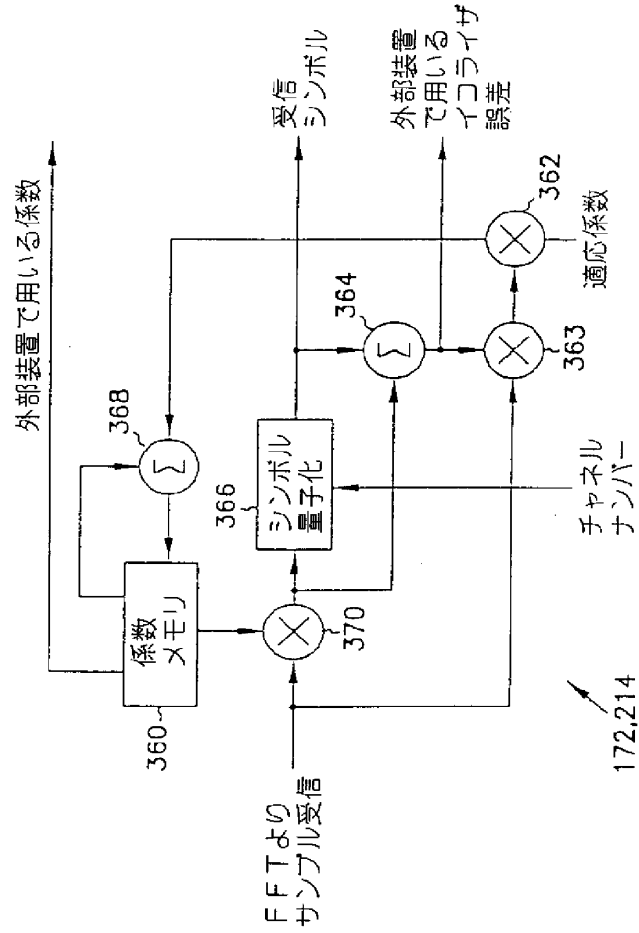 外部装置で用いる係数
368
係数
メモリ
360
370
366
シンボル
量子化
364
363
362
受信
シンボル
外部装置
で用いる
イコライザ
誤差
適応係数
チャネル
ナンバー
FFTより
サンプル受信
172,214
Σ
Σ